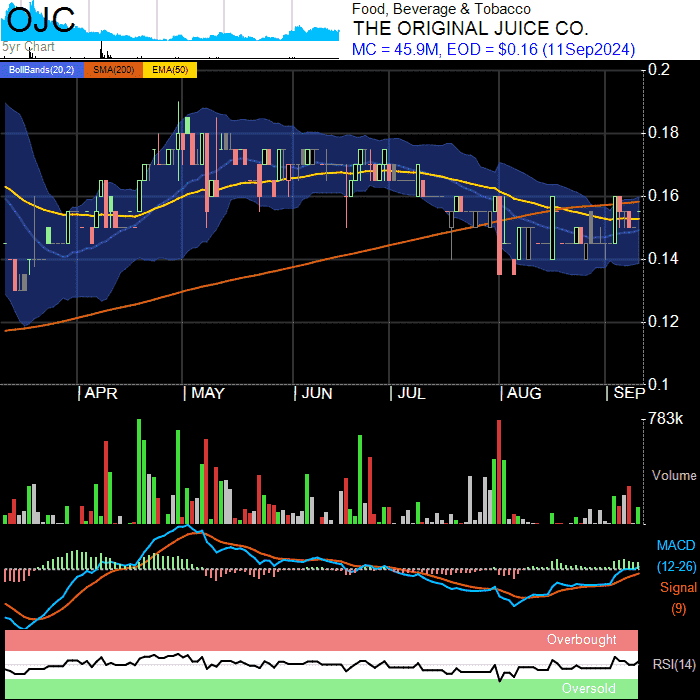 OJC
5yr Chart
Food, Beverage & Tobacco
THE ORIGINAL JUICE CO.
MC = 45.9M, EOD = $0.16 (11Sep2024)
BollBands(20,2) SMA(200) EMA(50)
0.2
0.18
0.16
0.14
0.12
0.1
APR MAY JUN JUL AUG SEP
783k
Volume
MACD
(12-26)
Signal
(9)
Overbought
RSI(14)
Oversold